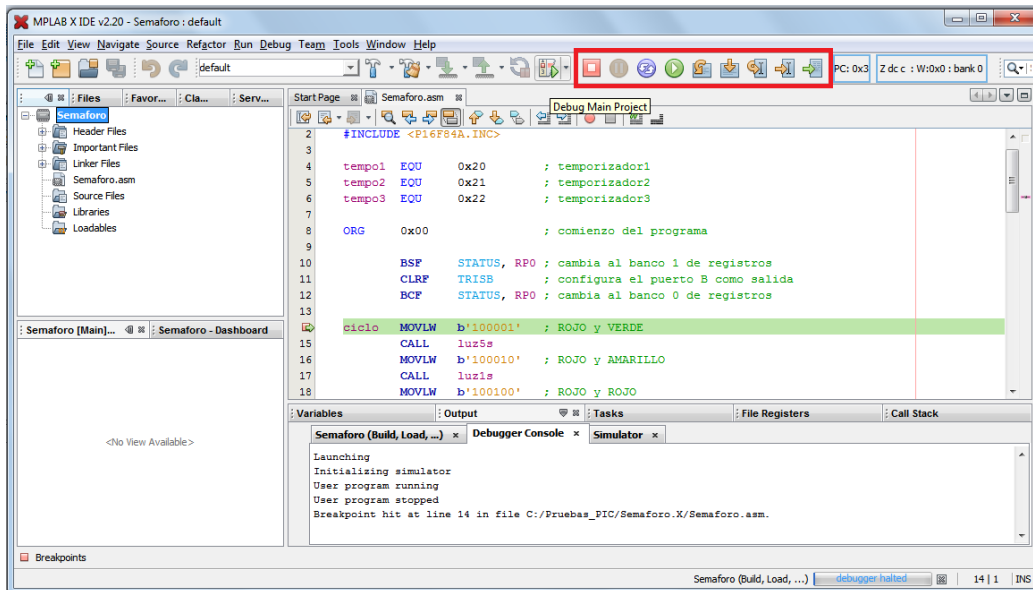 MPLAB X IDE v2.20 - Semaforo : default
File Edit View Navigate Source Refactor Run Debug Team Tools Window Help
default
PC: 0x3
Z dc c : W:0x0 : bank 0
Files
Favor...
Cla...
Serv...
Start Page
Semaforo.asm
Debug Main Project
Semaforo
Header Files
Important Files
Linker Files
Semaforo.asm
Source Files
Libraries
Loadables
2 #INCLUDE <P16F84A.INC>
3
4 tempo1 EQU 0x20 ; temporizador1
5 tempo2 EQU 0x21 ; temporizador2
6 tempo3 EQU 0x22 ; temporizador3
7
8 ORG 0x00 ; comienzo del programa
9
10 BSF STATUS, RP0 ; cambia al banco 1 de registros
11 CLRF TRISB ; configura el puerto B como salida
12 BCF STATUS, RP0 ; cambia al banco 0 de registros
13
ciclo MOVLW b'100001' ; ROJO y VERDE
15 CALL luz5s
16 MOVLW b'100010' ; ROJO y AMARILLO
17 CALL luz1s
18 MOVLW b'100100' ; ROJO y ROJO
Semaforo [Main]...
Semaforo - Dashboard
<No View Available>
Variables
Output
Tasks
File Registers
Call Stack
Semaforo (Build, Load, ...)
Debugger Console
Simulator
Launching
Initializing simulator
User program running
User program stopped
Breakpoint hit at line 14 in file C:/Pruebas_PIC/Semaforo.X/Semaforo.asm.
Breakpoints
Semaforo (Build, Load, ...)
debugger halted
14 | 1
INS